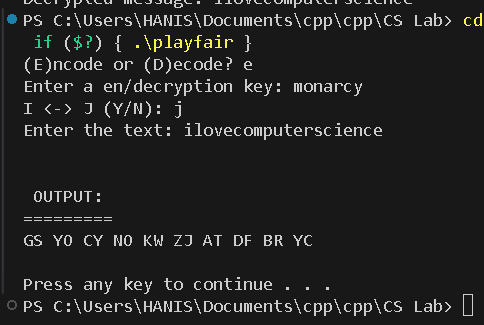 Decrypted message: ilovecomputerscience
PS C:\Users\HANIS\Documents\cpp\cpp\CS Lab> cd
if ($?) { .\playfair }
(E)ncode or (D)ecode? e
Enter a en/decryption key: monarcy
I <-> J (Y/N): j
Enter the text: ilovecomputerscience
OUTPUT:
=========
GS YO CY NO KW ZJ AT DF BR YC
Press any key to continue . . .
PS C:\Users\HANIS\Documents\cpp\cpp\CS Lab>